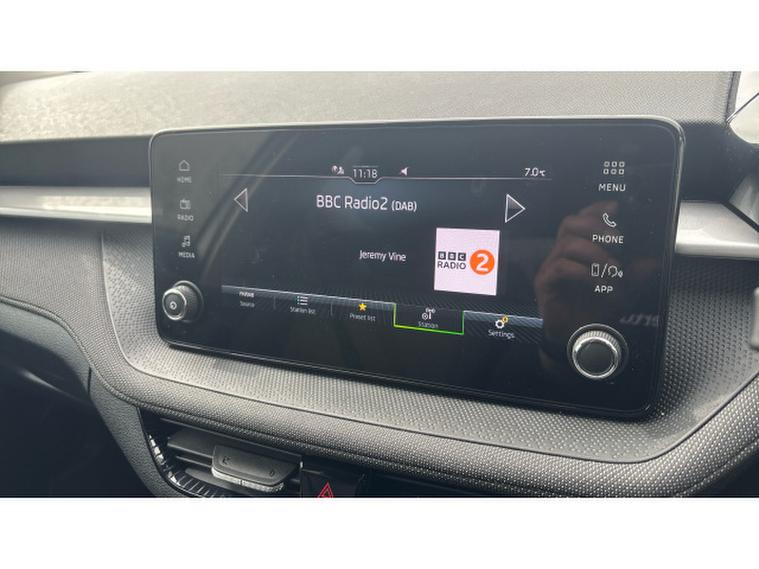 HOME
RADIO
MEDIA
11:18
7.0°C
BBC Radio2 (DAB)
Jeremy Vine
BBC
RADIO 2
Source
Station list
Preset list
Station
Settings
MENU
PHONE
APP